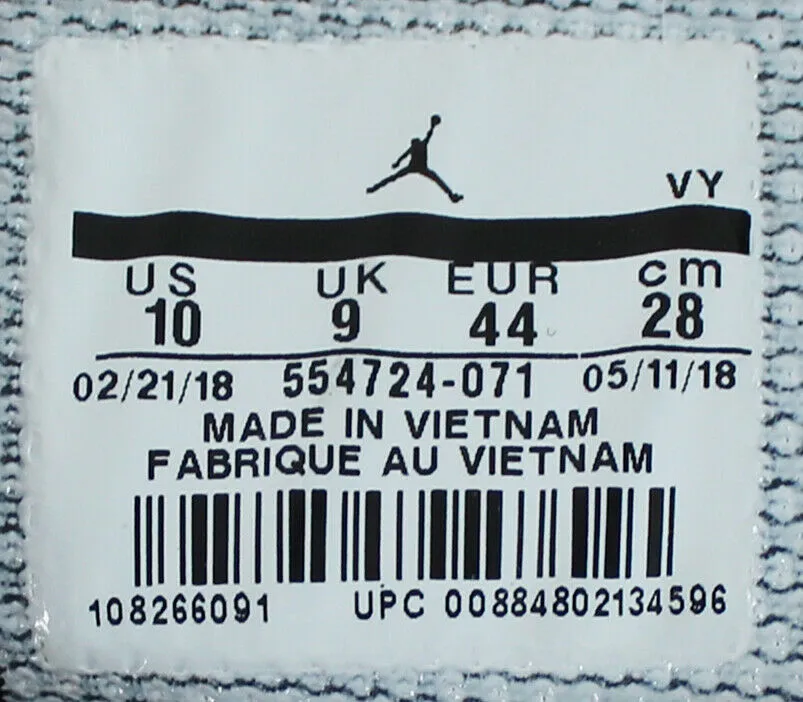 VY
US UK EUR cm
10 9 44 28
02/21/18 554724-071 05/11/18
MADE IN VIETNAM
FABRIQUE AU VIETNAM
108266091 UPC 00884802134596